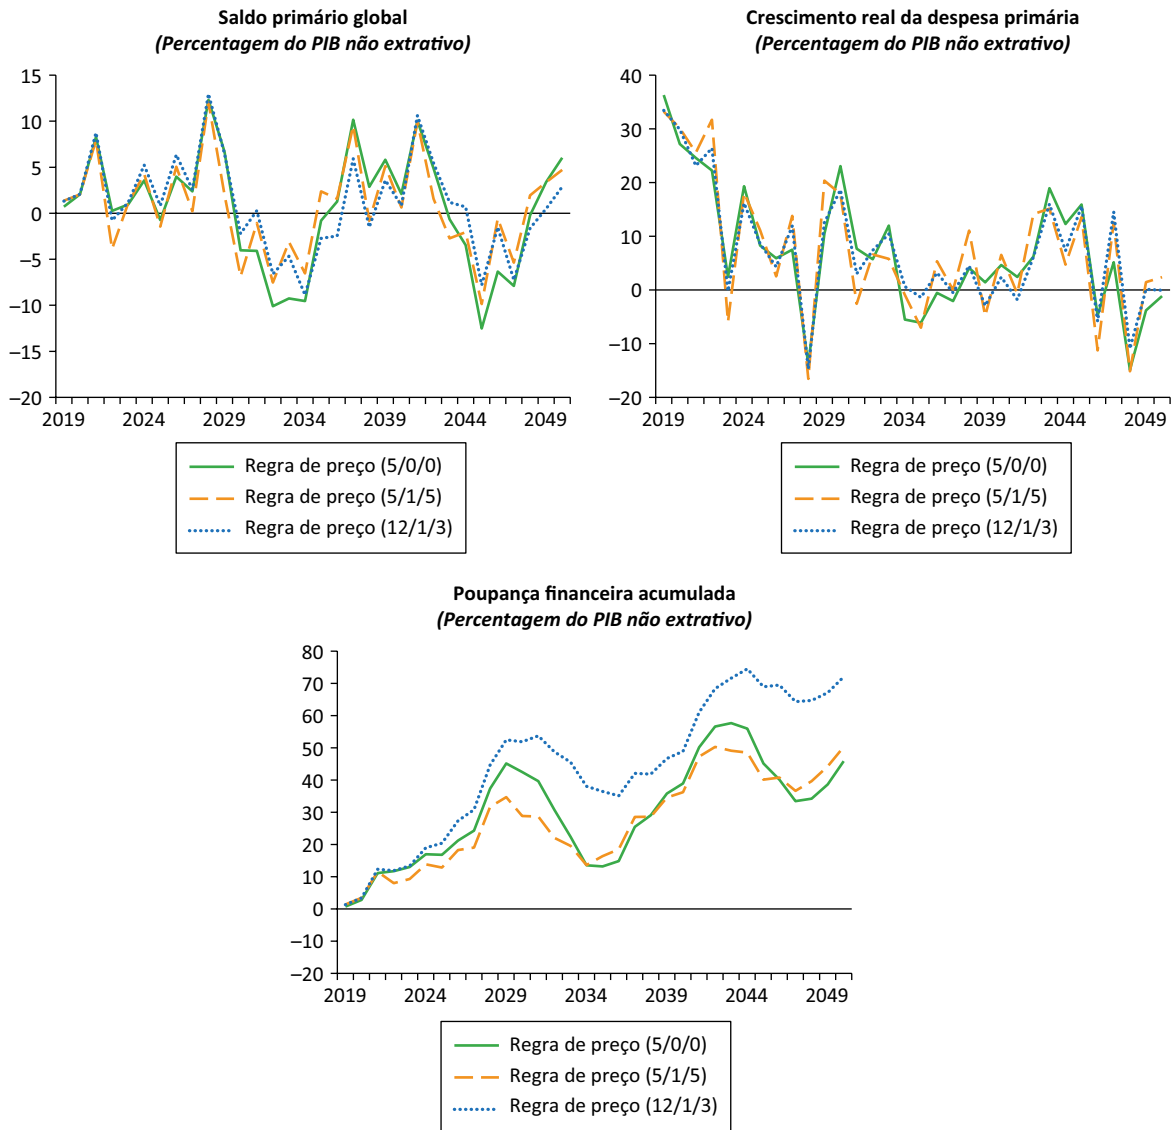 Saldo primário global
(Percentagem do PIB não extrativo)
15
10
5
0
–5
–10
–15
–20
2019 2024 2029 2034 2039 2044 2049
Regra de preço (5/0/0)
Regra de preço (5/1/5)
Regra de preço (12/1/3)
Crescimento real da despesa primária
(Percentagem do PIB não extrativo)
40
30
20
10
0
–10
–20
2019 2024 2029 2034 2039 2044 2049
Regra de preço (5/0/0)
Regra de preço (5/1/5)
Regra de preço (12/1/3)
Poupança financeira acumulada
(Percentagem do PIB não extrativo)
80
70
60
50
40
30
20
10
0
–10
–20
2019 2024 2029 2034 2039 2044 2049
Regra de preço (5/0/0)
Regra de preço (5/1/5)
Regra de preço (12/1/3)